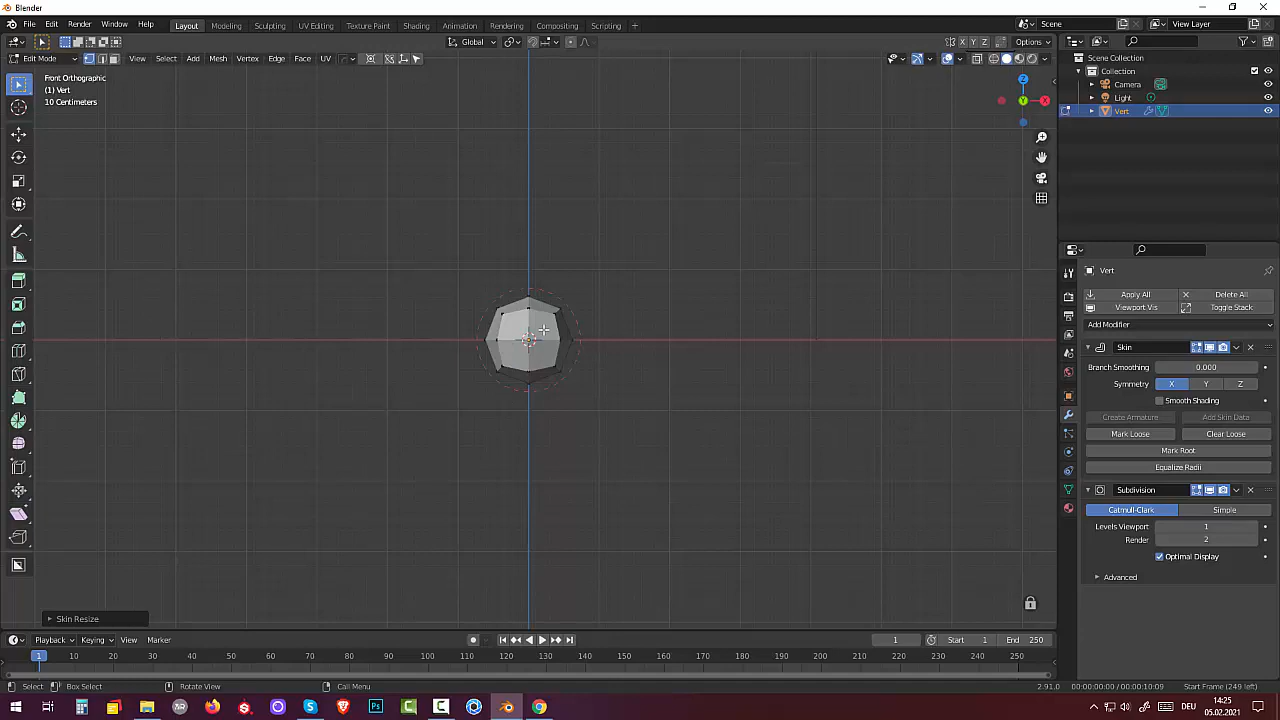 Blender
File Edit Render Window Help
Layout Modeling Sculpting UV Editing Texture Paint Shading Animation Rendering Compositing Scripting +
Scene View Layer
Global Options
X Y Z
Edit Mode View Select Add Mesh Vertex Edge Face UV
Front Orthographic
(1) Vert
10 Centimeters
Z
Y X
Scene Collection
Collection
Camera
Light
Vert
Vert
Apply All Delete All
Viewport Vis Toggle Stack
Add Modifier
Skin
Branch Smoothing 0.000
Symmetry X Y Z
Smooth Shading
Create Armature Add Skin Data
Mark Loose Clear Loose
Mark Root
Equalize Radii
Subdivision
Catmull-Clark Simple
Levels Viewport 1
Render 2
Optimal Display
Advanced
Skin Resize
Playback Keying View Marker 1 Start 1 End 250
1 10 20 30 40 50 60 70 80 90 100 110 120 130 140 150 160 170 180 190 200 210 220 230 240 250
Select Box Select Rotate View Call Menu 2.91.0 00:00:00:00 / 00:00:10:09 Start Frame (249 left)
DEU 14:25
05.02.2021